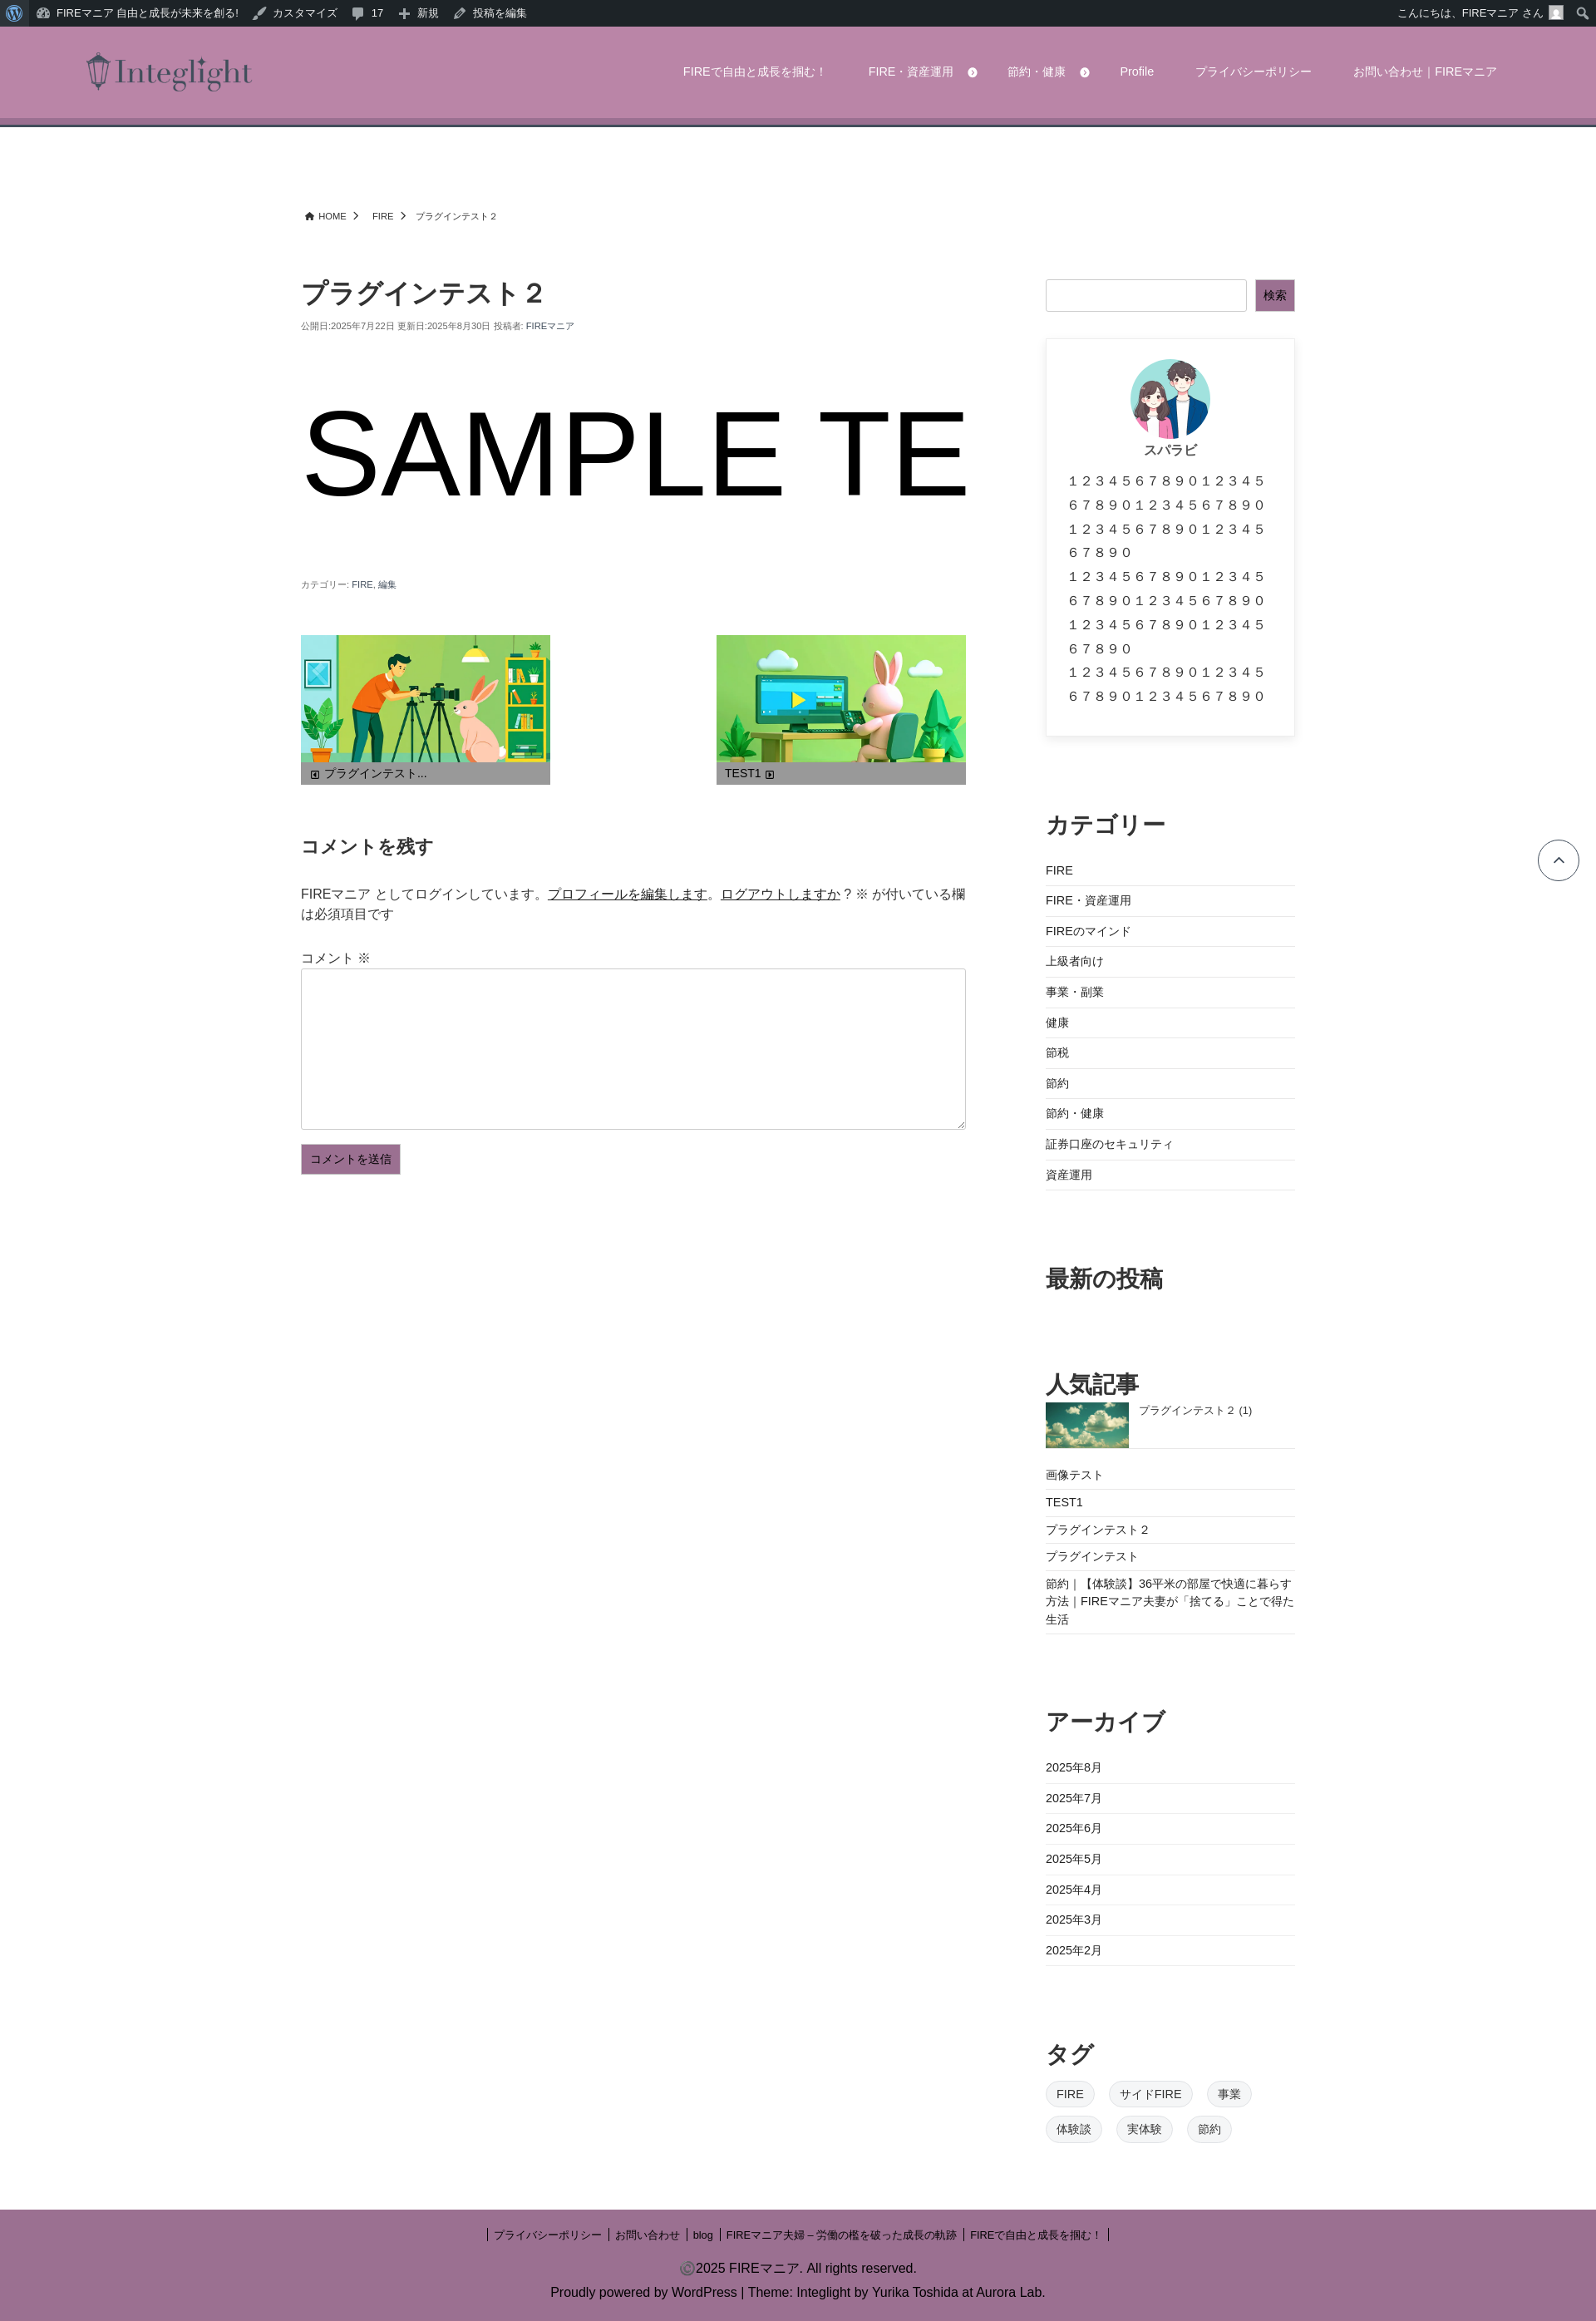 FIREマニア 自由と成長が未来を創る! カスタマイズ 17 新規 投稿を編集 こんにちは、FIREマニア さん
Integlight FIREで自由と成長を掴む！ FIRE・資産運用 節約・健康 Profile プライバシーポリシー お問い合わせ｜FIREマニア
HOME FIRE プラグインテスト２
プラグインテスト２
公開日:2025年7月22日 更新日:2025年8月30日 投稿者: FIREマニア
SAMPLE TE
カテゴリー: FIRE, 編集
プラグインテスト...
TEST1
コメントを残す
FIREマニア としてログインしています。プロフィールを編集します。ログアウトしますか ? ※ が付いている欄
は必須項目です
コメント ※
コメントを送信
検索
スパラビ
１２３４５６７８９０１２３４５
６７８９０１２３４５６７８９０
１２３４５６７８９０１２３４５
６７８９０
１２３４５６７８９０１２３４５
６７８９０１２３４５６７８９０
１２３４５６７８９０１２３４５
６７８９０
１２３４５６７８９０１２３４５
６７８９０１２３４５６７８９０
カテゴリー
FIRE
FIRE・資産運用
FIREのマインド
上級者向け
事業・副業
健康
節税
節約
節約・健康
証券口座のセキュリティ
資産運用
最新の投稿
人気記事
プラグインテスト２ (1)
画像テスト
TEST1
プラグインテスト２
プラグインテスト
節約｜【体験談】36平米の部屋で快適に暮らす
方法｜FIREマニア夫妻が「捨てる」ことで得た
生活
アーカイブ
2025年8月
2025年7月
2025年6月
2025年5月
2025年4月
2025年3月
2025年2月
タグ
FIRE サイドFIRE 事業
体験談 実体験 節約
プライバシーポリシー お問い合わせ blog FIREマニア夫婦 – 労働の檻を破った成長の軌跡 FIREで自由と成長を掴む！
©2025 FIREマニア. All rights reserved.
Proudly powered by WordPress | Theme: Integlight by Yurika Toshida at Aurora Lab.